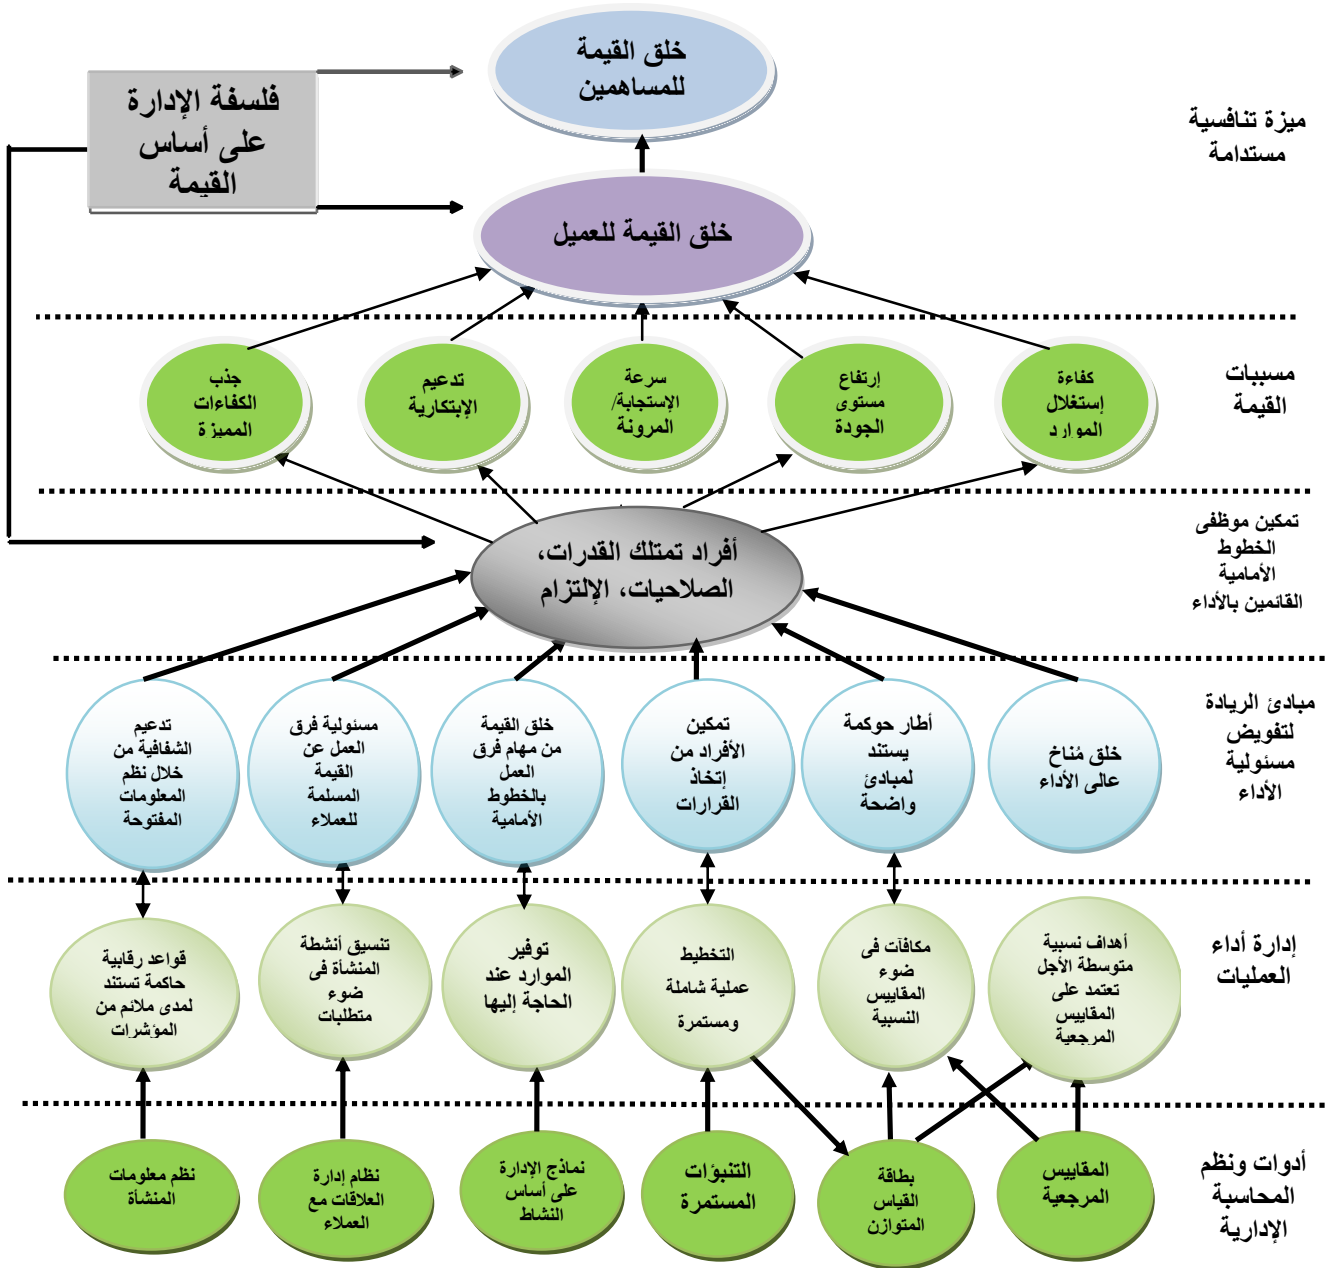 خلق القيمة
للمساهمين
فلسفة الإدارة
على أساس
القيمة
ميزة تنافسية
مستدامة
خلق القيمة للعميل
مسببات
القيمة
كفاءة
إستغلال
الموارد
إرتفاع
مستوى
الجودة
سرعة
الإستجابة/
المرونة
تدعيم
الإبتكارية
جذب
الكفاءات
المميزة
تمكين موظفى
الخطوط
الأمامية
القائمين بالأداء
أفراد تمتلك القدرات،
الصلاحيات، الإلتزام
مبادئ الريادة
لتفويض
مسئولية
الأداء
خلق مُناخ
عالى الأداء
أطار حوكمة
يستند
لمبادئ
واضحة
تمكين
الأفراد من
إتخاذ
القرارات
خلق القيمة
من مهام فرق
العمل
بالخطوط
الأمامية
مسئولية فرق
العمل عن
القيمة
المسلمة
للعملاء
تدعيم
الشفافية من
خلال نظم
المعلومات
المفتوحة
إدارة أداء
العمليات
أهداف نسبية
متوسطة الأجل
تعتمد على
المقاييس
المرجعية
مكافآت فى
ضوء
المقاييس
النسبية
التخطيط
عملية شاملة
ومستمرة
توفير
الموارد عند
الحاجة إليها
تنسيق أنشطة
المنشأة فى
ضوء
متطلبات
قواعد رقابية
حاكمة تستند
لمدى ملائم من
المؤشرات
أدوات ونظم
المحاسبة
الإدارية
المقاييس
المرجعية
بطاقة
القياس
المتوازن
التنبؤات
المستمرة
نماذج الإدارة
على أساس
النشاط
نظام إدارة
العلاقات مع
العملاء
نظم معلومات
المنشأة